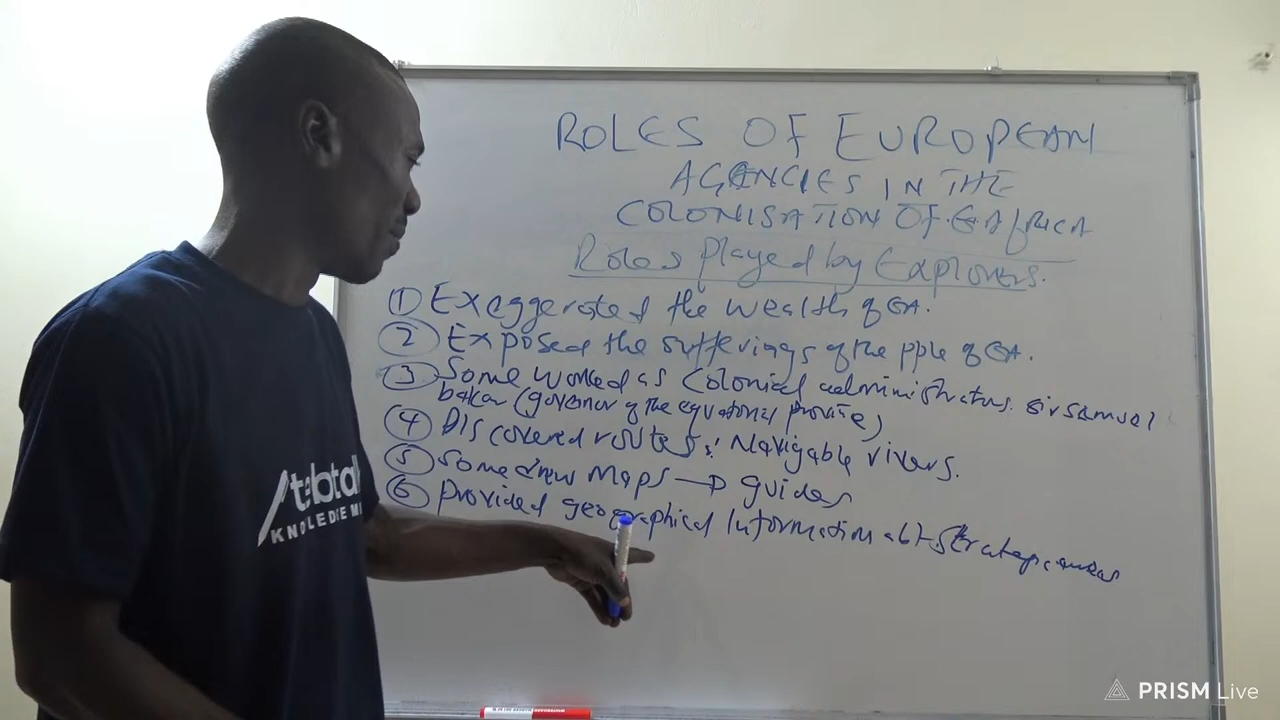 ROLES OF EUROPEAN
AGENCIES IN THE
COLONISATION OF E. AFRICA
Roles Played by Explorers.
① Exaggerated the wealth of EA.
② Exposed the sufferings of the pple of EA.
③ Some worked as Colonial administrators. Sir Samuel
baker (governor of the equatorial province)
④ Discovered routes: Navigable rivers.
⑤ Some drew maps → guides
⑥ Provided geographical Information abt Strategic areas
PRISM Live